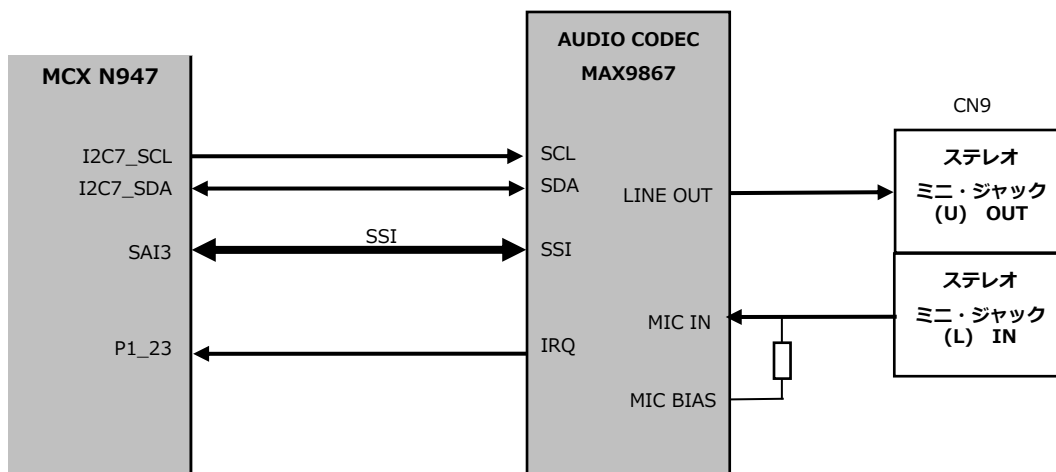 MCX N947
I2C7_SCL
I2C7_SDA
SAI3
P1_23
SSI
AUDIO CODEC
MAX9867
SCL
SDA
SSI
IRQ
LINE OUT
MIC IN
MIC BIAS
CN9
ステレオ
ミニ・ジャック
(U) OUT
ステレオ
ミニ・ジャック
(L) IN